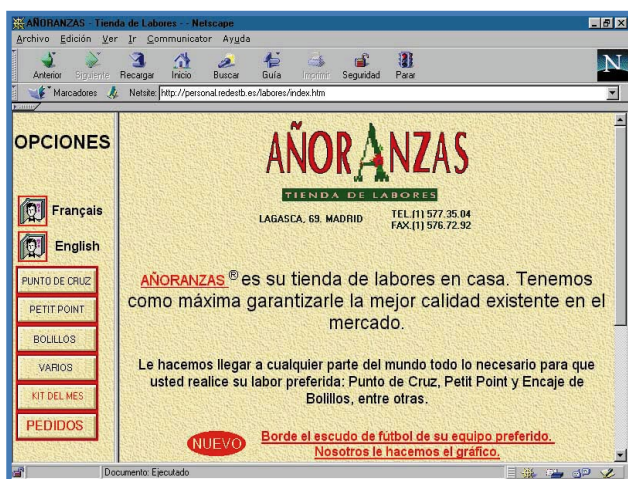 AÑORANZAS - Tienda de Labores - - Netscape
Archivo Edición Ver Ir Communicator Ayuda
Anterior Siguiente Recargar Inicio Buscar Guía Imprimir Seguridad Parar
N
Marcadores Netsite: http://personal.redestb.es/labores/index.htm
OPCIONES
Français
English
PUNTO DE CRUZ
PETIT POINT
BOLILLOS
VARIOS
KIT DEL MES
PEDIDOS
AÑORANZAS
TIENDA DE LABORES
LAGASCA, 69. MADRID
TEL.(1) 577.35.04
FAX.(1) 576.72.92
AÑORANZAS ® es su tienda de labores en casa. Tenemos
como máxima garantizarle la mejor calidad existente en el
mercado.
Le hacemos llegar a cualquier parte del mundo todo lo necesario para que
usted realice su labor preferida: Punto de Cruz, Petit Point y Encaje de
Bolillos, entre otras.
NUEVO
Borde el escudo de fútbol de su equipo preferido.
Nosotros le hacemos el gráfico.
Documento: Ejecutado